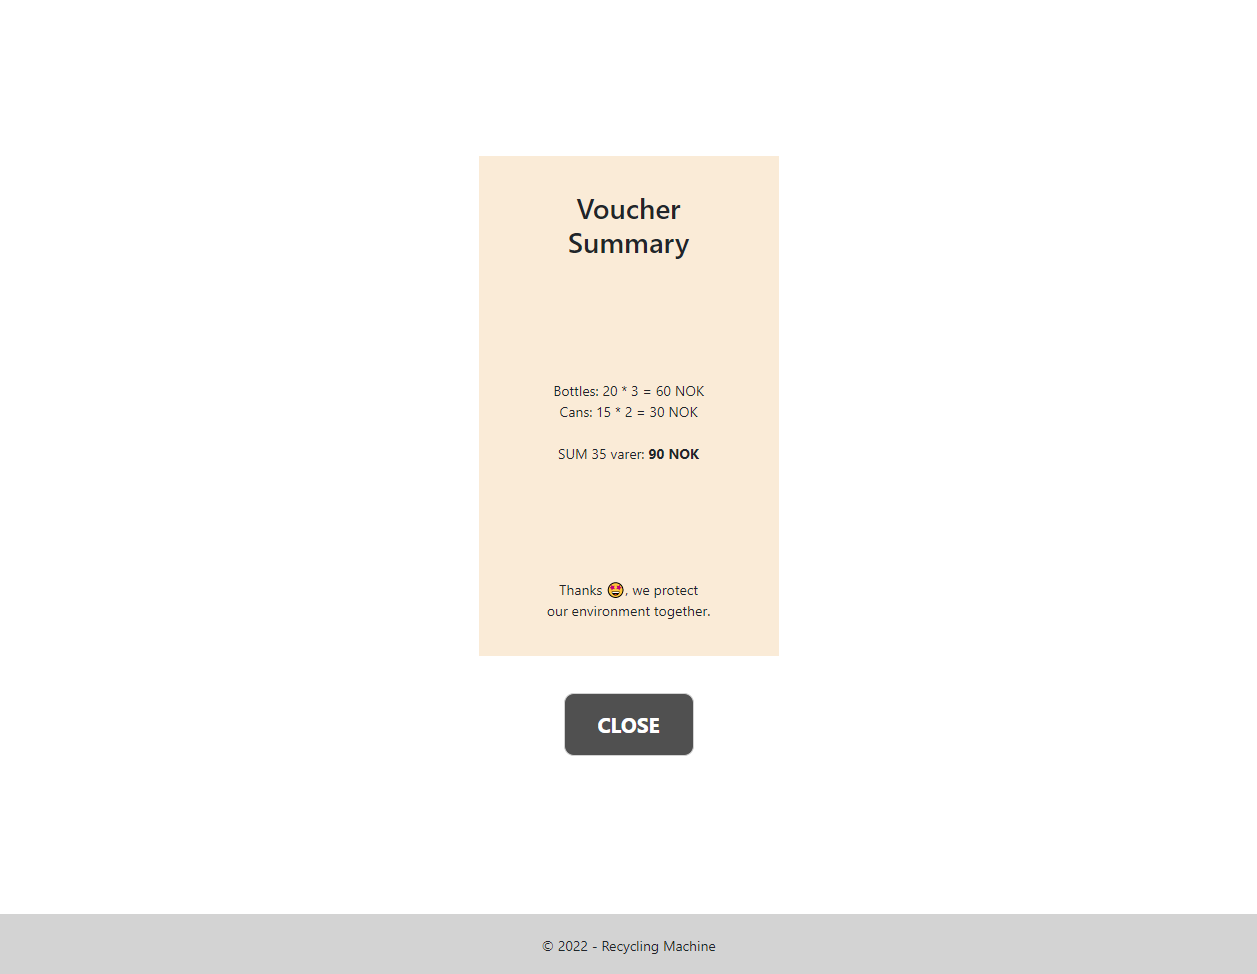 Voucher
Summary
Bottles: 20 * 3 = 60 NOK
Cans: 15 * 2 = 30 NOK
SUM 35 varer: 90 NOK
Thanks 🤩, we protect
our environment together.
CLOSE
© 2022 - Recycling Machine